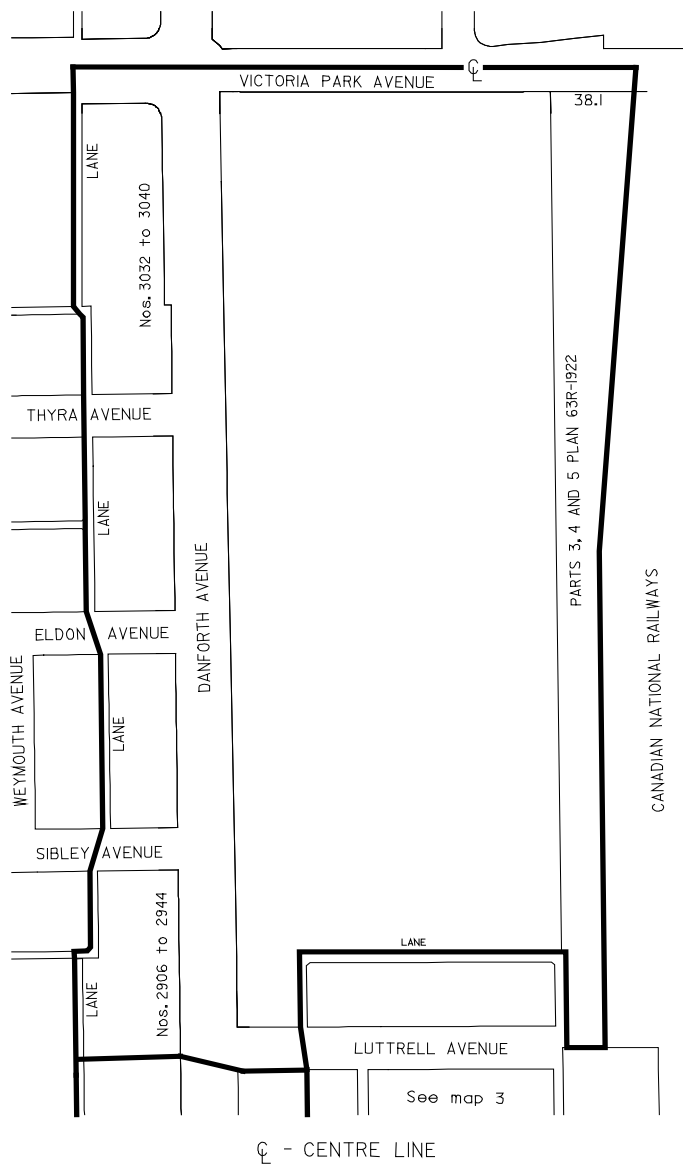 ℄
VICTORIA PARK AVENUE
38.1
LANE
Nos. 3032 to 3040
THYRA AVENUE
PARTS 3, 4 AND 5 PLAN 63R-1922
LANE
DANFORTH AVENUE
ELDON AVENUE
CANADIAN NATIONAL RAILWAYS
WEYMOUTH AVENUE
LANE
SIBLEY AVENUE
Nos. 2906 to 2944
LANE
LANE
LUTTRELL AVENUE
See map 3
℄ - CENTRE LINE